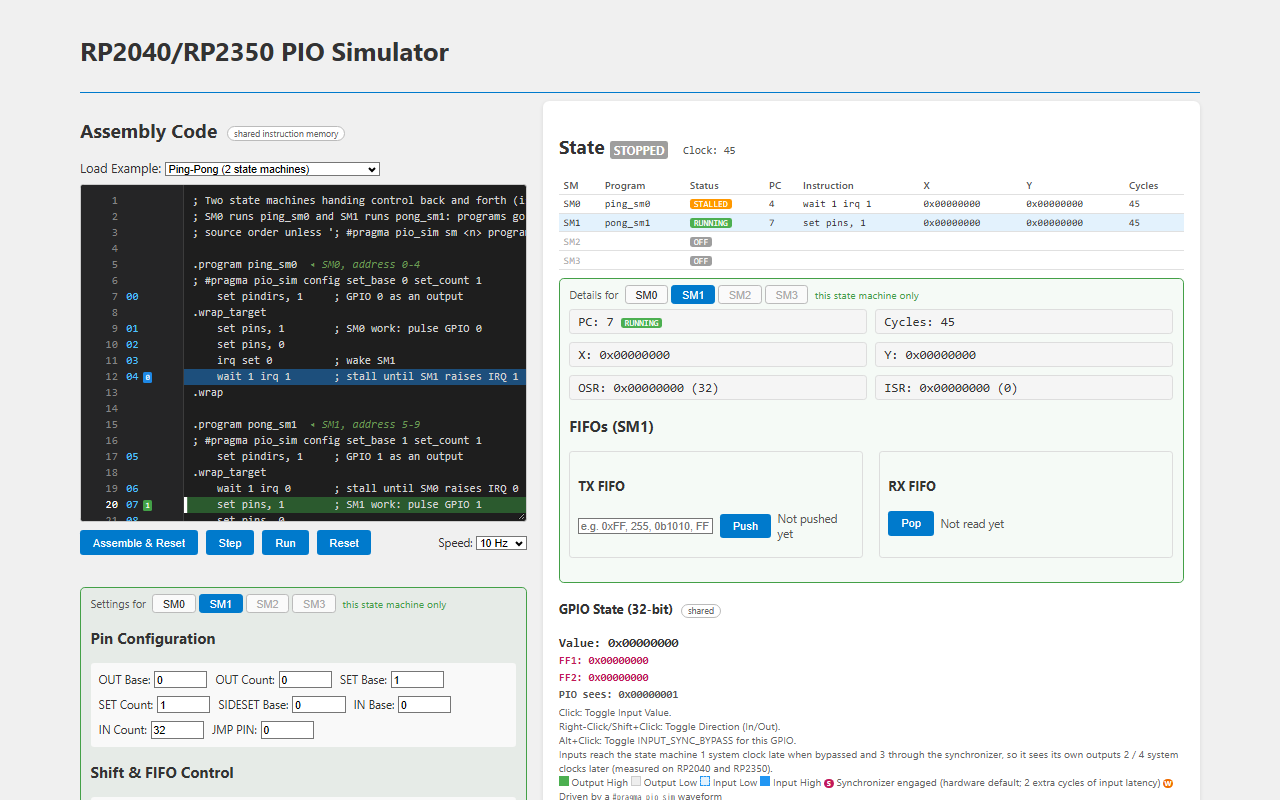 RP2040/RP2350 PIO Simulator
Assembly Code shared instruction memory
Load Example: Ping-Pong (2 state machines)
1 ; Two state machines handing control back and forth (i
2 ; SM0 runs ping_sm0 and SM1 runs pong_sm1: programs go
3 ; source order unless '; #pragma pio_sim sm <n> program
4
5 .program ping_sm0 ◂ SM0, address 0-4
6 ; #pragma pio_sim config set_base 0 set_count 1
7 00 set pindirs, 1 ; GPIO 0 as an output
8 .wrap_target
9 01 set pins, 1 ; SM0 work: pulse GPIO 0
10 02 set pins, 0
11 03 irq set 0 ; wake SM1
12 04 0 wait 1 irq 1 ; stall until SM1 raises IRQ 1
13 .wrap
14
15 .program pong_sm1 ◂ SM1, address 5-9
16 ; #pragma pio_sim config set_base 1 set_count 1
17 05 set pindirs, 1 ; GPIO 1 as an output
18 .wrap_target
19 06 wait 1 irq 0 ; stall until SM0 raises IRQ 0
20 07 1 set pins, 1 ; SM1 work: pulse GPIO 1
21 08 set pins, 0
Assemble & Reset Step Run Reset Speed: 10 Hz
Settings for SM0 SM1 SM2 SM3 this state machine only
Pin Configuration
OUT Base: 0 OUT Count: 0 SET Base: 1
SET Count: 1 SIDESET Base: 0 IN Base: 0
IN Count: 32 JMP PIN: 0
Shift & FIFO Control
State STOPPED Clock: 45
SM Program Status PC Instruction X Y Cycles
SM0 ping_sm0 STALLED 4 wait 1 irq 1 0x00000000 0x00000000 45
SM1 pong_sm1 RUNNING 7 set pins, 1 0x00000000 0x00000000 45
SM2 OFF
SM3 OFF
Details for SM0 SM1 SM2 SM3 this state machine only
PC: 7 RUNNING Cycles: 45
X: 0x00000000 Y: 0x00000000
OSR: 0x00000000 (32) ISR: 0x00000000 (0)
FIFOs (SM1)
TX FIFO
e.g. 0xFF, 255, 0b1010, FF Push Not pushed yet
RX FIFO
Pop Not read yet
GPIO State (32-bit) shared
Value: 0x00000000
FF1: 0x00000000
FF2: 0x00000000
PIO sees: 0x00000001
Click: Toggle Input Value.
Right-Click/Shift+Click: Toggle Direction (In/Out).
Alt+Click: Toggle INPUT_SYNC_BYPASS for this GPIO.
Inputs reach the state machine 1 system clock late when bypassed and 3 through the synchronizer, so it sees its own outputs 2 / 4 system
clocks later (measured on RP2040 and RP2350).
Output High Output Low Input Low Input High S Synchronizer engaged (hardware default; 2 extra cycles of input latency) W
Driven by a #pragma pio_sim waveform